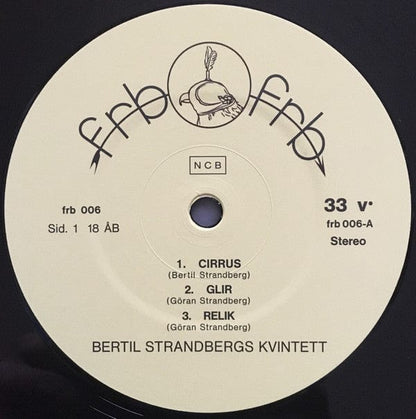 frb frb
NCB
frb 006
Sid. 1 18 ÅB
33 v·
frb 006-A
Stereo
1. CIRRUS
(Bertil Strandberg)
2. GLIR
(Göran Strandberg)
3. RELIK
(Göran Strandberg)
BERTIL STRANDBERGS KVINTETT